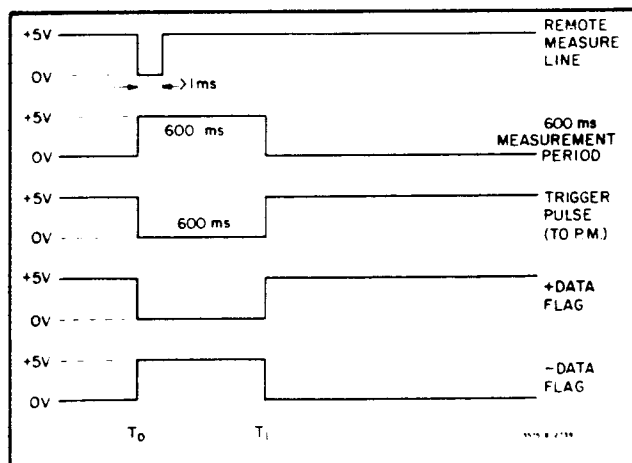 +5V
0V
REMOTE
MEASURE
LINE
>1ms
+5V
0V
600 ms
600 ms
MEASUREMENT
PERIOD
+5V
0V
600 ms
TRIGGER
PULSE
(TO P.M.)
+5V
0V
+DATA
FLAG
+5V
0V
-DATA
FLAG
T0
T1